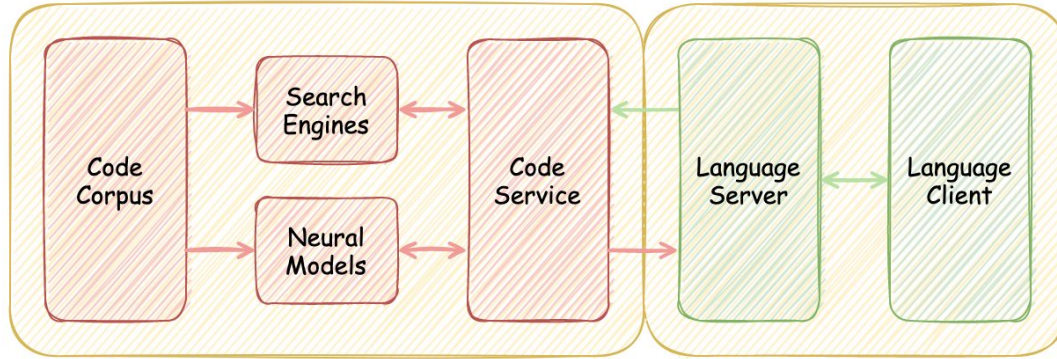 Code
Corpus
Search
Engines
Neural
Models
Code
Service
Language
Server
Language
Client